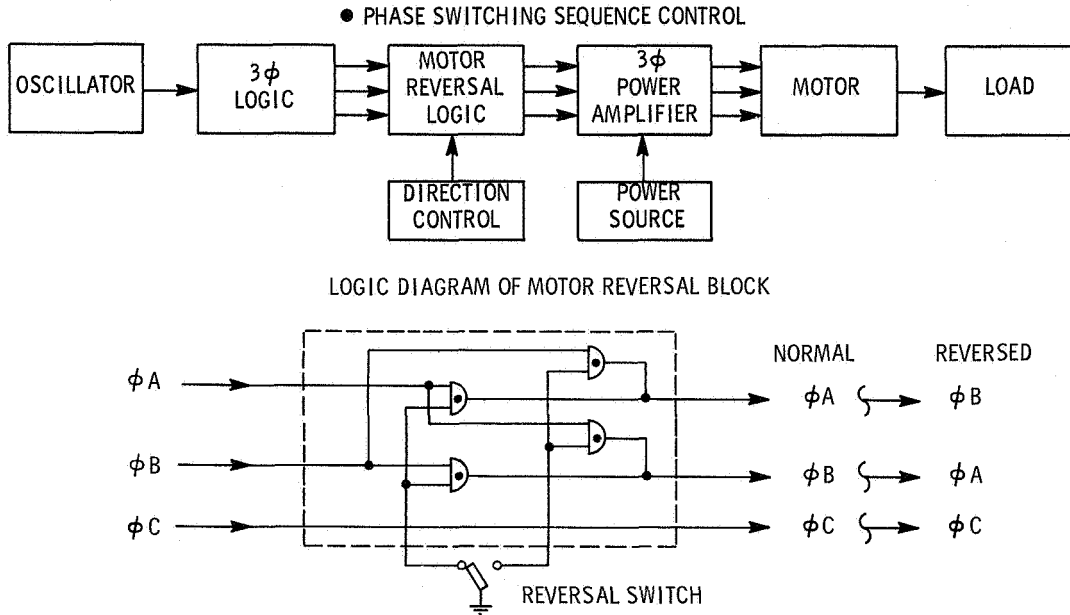 ● PHASE SWITCHING SEQUENCE CONTROL
OSCILLATOR
3ϕ
LOGIC
MOTOR
REVERSAL
LOGIC
3ϕ
POWER
AMPLIFIER
MOTOR
LOAD
DIRECTION
CONTROL
POWER
SOURCE
LOGIC DIAGRAM OF MOTOR REVERSAL BLOCK
NORMAL REVERSED
ϕA ϕA ϕB
ϕB ϕB ϕA
ϕC ϕC ϕC
REVERSAL SWITCH